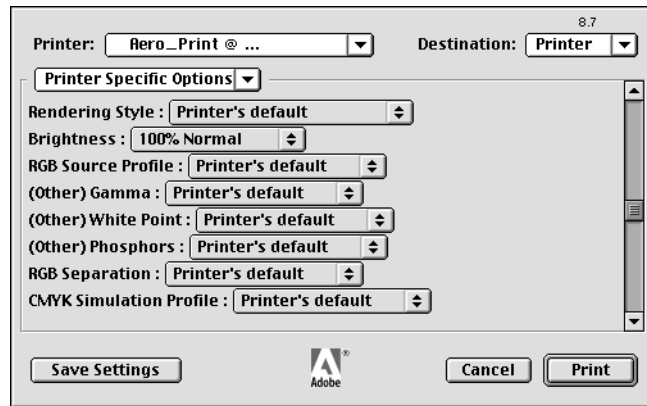 8.7
Printer: Aero_Print @ ... Destination: Printer
Printer Specific Options
Rendering Style : Printer's default
Brightness : 100% Normal
RGB Source Profile : Printer's default
(Other) Gamma : Printer's default
(Other) White Point : Printer's default
(Other) Phosphors : Printer's default
RGB Separation : Printer's default
CMYK Simulation Profile : Printer's default
Save Settings Adobe® Cancel Print